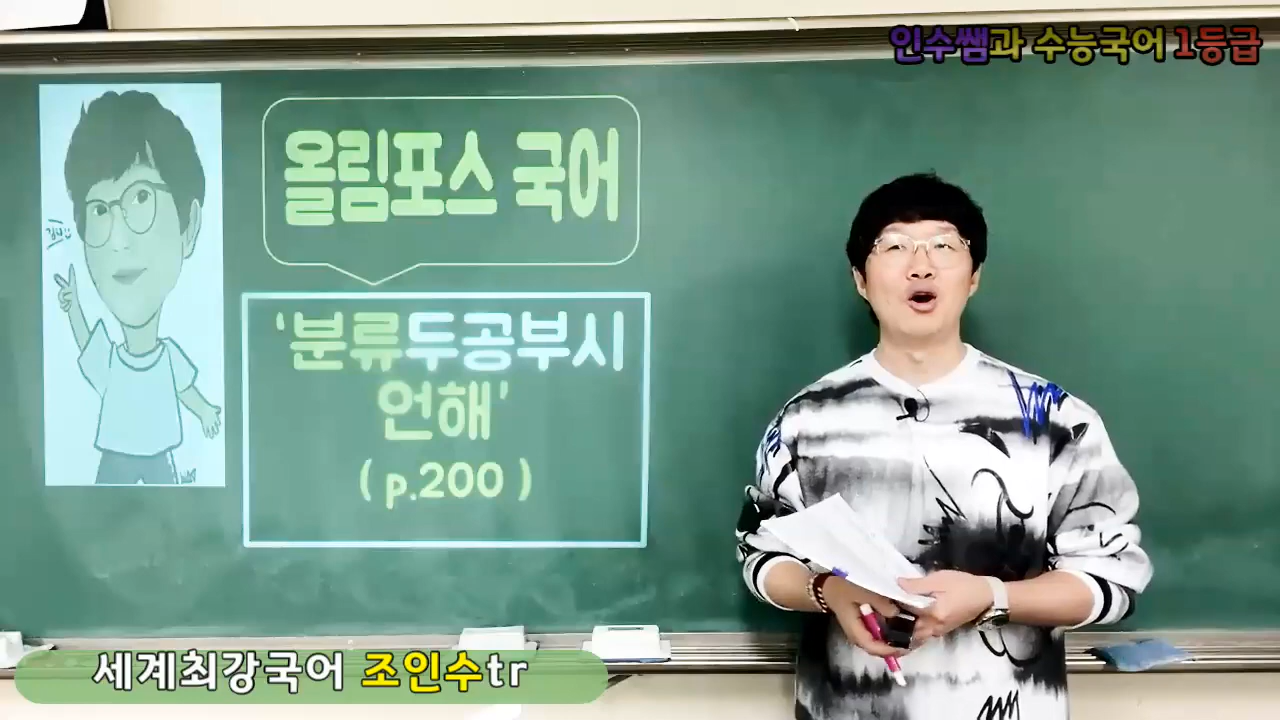 인수쌤과 수능국어 1등급
올림포스 국어
'분류두공부시
언해'
( p.200 )
세계최강국어 조인수tr